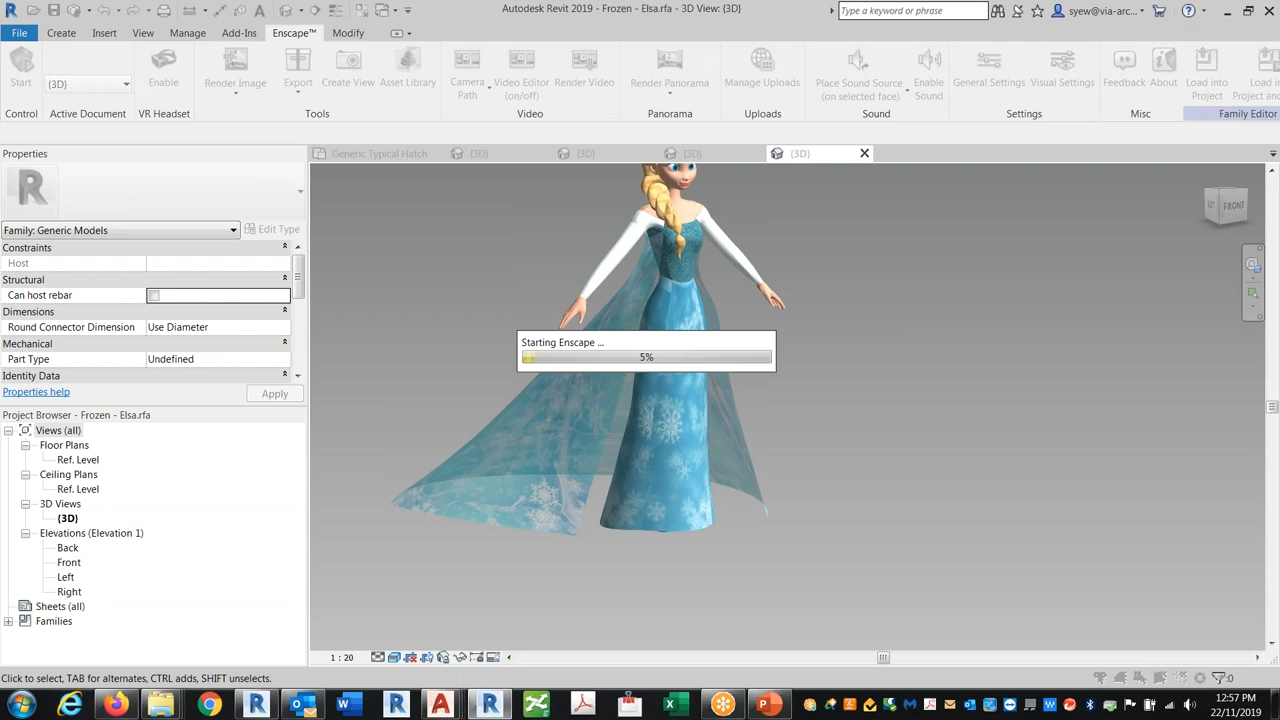 Autodesk Revit 2019 - Frozen - Elsa.rfa - 3D View: {3D}
Type a keyword or phrase
syew@via-arc...
File Create Insert View Manage Add-Ins Enscape™ Modify
Start {3D} Enable Render Image Export Create View Asset Library Camera Path Video Editor (on/off) Render Video Render Panorama Manage Uploads Place Sound Source (on selected face) Enable Sound General Settings Visual Settings Feedback About Load into Project Load in Project and
Control Active Document VR Headset Tools Video Panorama Uploads Sound Settings Misc Family Editor
Properties
Generic Typical Hatch {3D} {3D} {3D} {3D}
R
FRONT
Family: Generic Models Edit Type
Constraints
Host
Structural
Can host rebar
Dimensions
Round Connector Dimension Use Diameter
Mechanical
Part Type Undefined
Identity Data
Properties help Apply
Starting Enscape ...
5%
Project Browser - Frozen - Elsa.rfa
Views (all)
Floor Plans
Ref. Level
Ceiling Plans
Ref. Level
3D Views
{3D}
Elevations (Elevation 1)
Back
Front
Left
Right
Sheets (all)
Families
1 : 20
Click to select, TAB for alternates, CTRL adds, SHIFT unselects.
:0
12:57 PM
22/11/2019